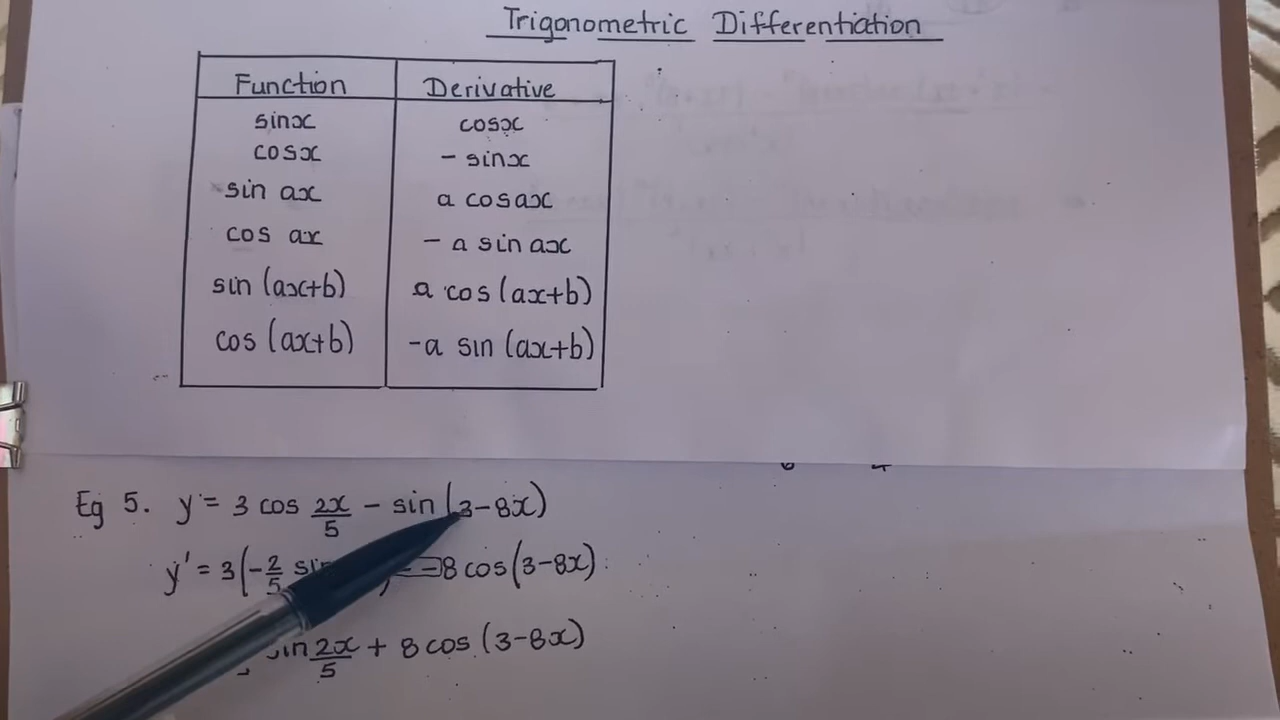 Trigonometric Differentiation
Function Derivative
sinx cosx
cosx - sinx
sin ax a cosax
cos ax - a sin ax
sin (ax+b) a cos (ax+b)
cos (ax+b) -a sin (ax+b)
Eg 5. y = 3 cos 2x/5 - sin (3-8x)
y' = 3(-2/5 8 cos(3-8x)
2x/5 + 8 cos (3-8x)